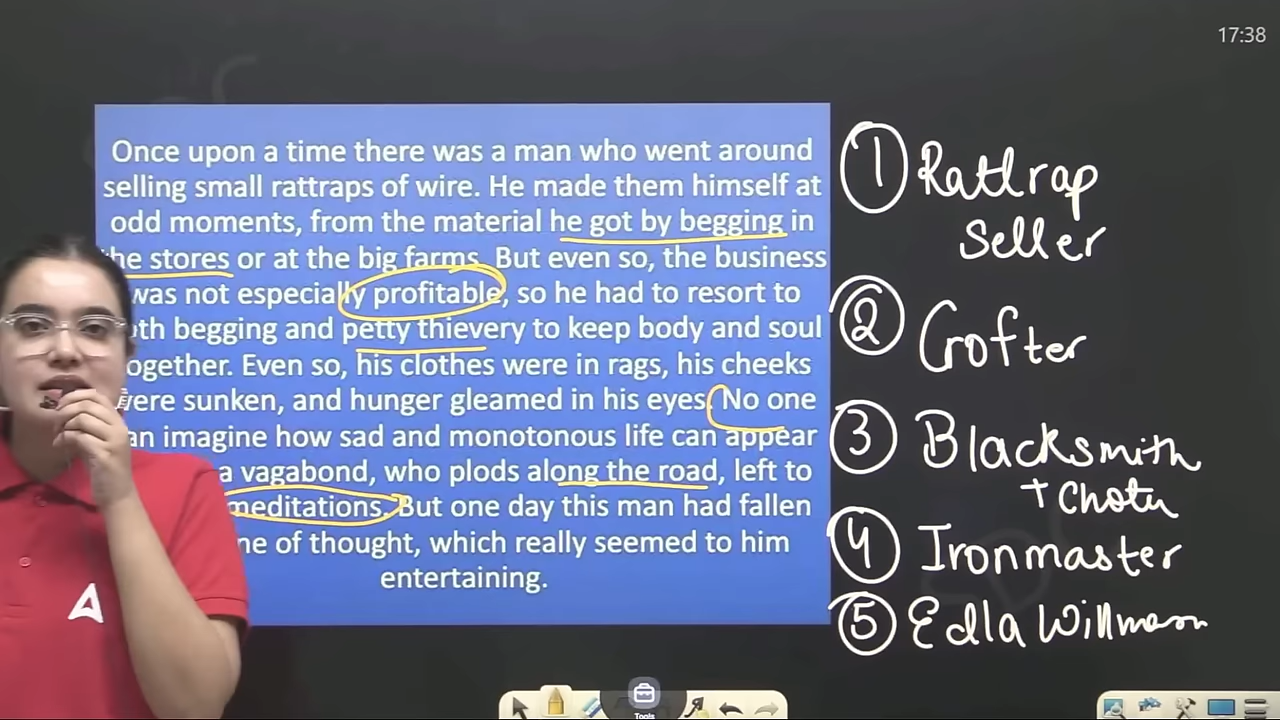 17:38
Once upon a time there was a man who went around
selling small rattraps of wire. He made them himself at
odd moments, from the material he got by begging in
the stores or at the big farms. But even so, the business
was not especially profitable, so he had to resort to
begging and petty thievery to keep body and soul
together. Even so, his clothes were in rags, his cheeks
were sunken, and hunger gleamed in his eyes. No one
imagine how sad and monotonous life can appear
a vagabond, who plods along the road, left to
meditations. But one day this man had fallen
of thought, which really seemed to him
entertaining.
1 Rattrap
Seller
2 Crofter
3 Blacksmith
+ Chotu
4 Ironmaster
5 Edla Willmann
A
Tools